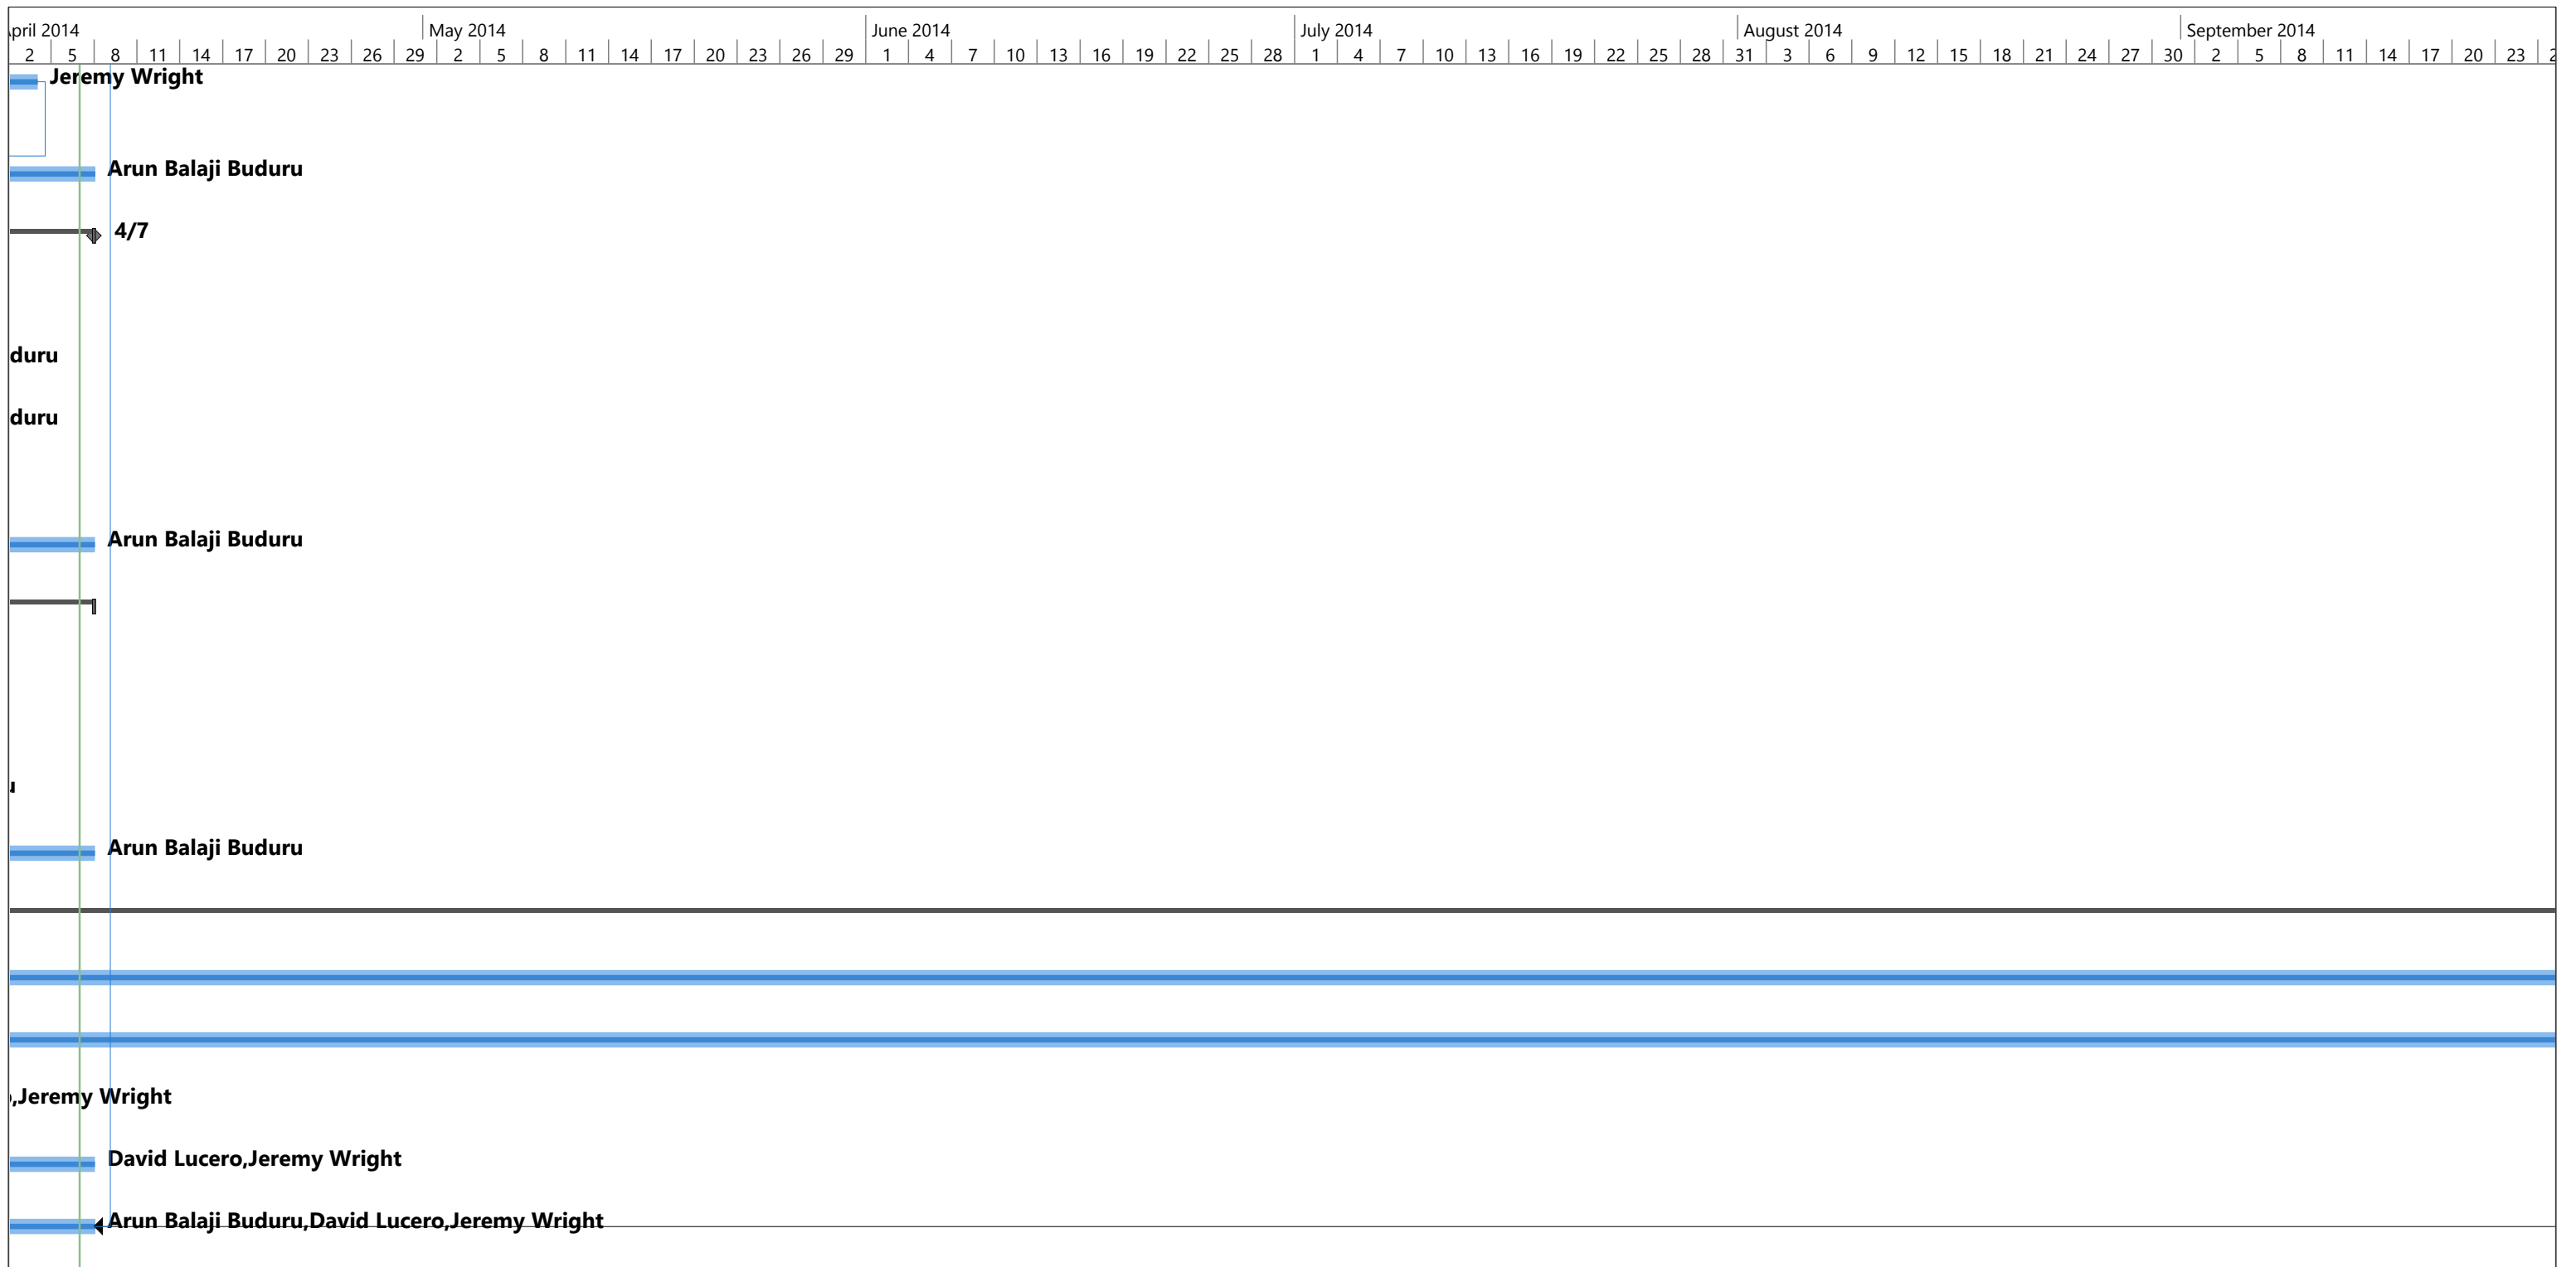 pril 2014 May 2014 June 2014 July 2014 August 2014 September 2014
2 5 8 11 14 17 20 23 26 29 2 5 8 11 14 17 20 23 26 29 1 4 7 10 13 16 19 22 25 28 1 4 7 10 13 16 19 22 25 28 31 3 6 9 12 15 18 21 24 27 30 2 5 8 11 14 17 20 23 2
Jeremy Wright
Arun Balaji Buduru
4/7
duru
duru
Arun Balaji Buduru
u
Arun Balaji Buduru
,Jeremy Wright
David Lucero,Jeremy Wright
Arun Balaji Buduru,David Lucero,Jeremy Wright